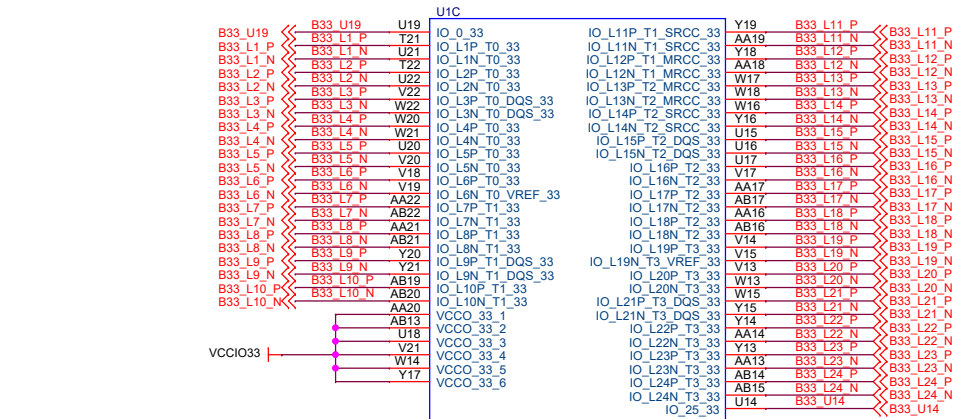 U1C
B33_U19 B33_U19 U19 IO_0_33 IO_L11P_T1_SRCC_33 Y19 B33_L11_P B33_L11_P
B33_L1_P B33_L1_P T21 IO_L1P_T0_33 IO_L11N_T1_SRCC_33 AA19 B33_L11_N B33_L11_N
B33_L1_N B33_L1_N U21 IO_L1N_T0_33 IO_L12P_T1_MRCC_33 Y18 B33_L12_P B33_L12_P
B33_L2_P B33_L2_P T22 IO_L2P_T0_33 IO_L12N_T1_MRCC_33 AA18 B33_L12_N B33_L12_N
B33_L2_N B33_L2_N U22 IO_L2N_T0_33 IO_L13P_T2_MRCC_33 W17 B33_L13_P B33_L13_P
B33_L3_P B33_L3_P V22 IO_L3P_T0_DQS_33 IO_L13N_T2_MRCC_33 W18 B33_L13_N B33_L13_N
B33_L3_N B33_L3_N W22 IO_L3N_T0_DQS_33 IO_L14P_T2_SRCC_33 W16 B33_L14_P B33_L14_P
B33_L4_P B33_L4_P W20 IO_L4P_T0_33 IO_L14N_T2_SRCC_33 Y16 B33_L14_N B33_L14_N
B33_L4_N B33_L4_N W21 IO_L4N_T0_33 IO_L15P_T2_DQS_33 U15 B33_L15_P B33_L15_P
B33_L5_P B33_L5_P U20 IO_L5P_T0_33 IO_L15N_T2_DQS_33 U16 B33_L15_N B33_L15_N
B33_L5_N B33_L5_N V20 IO_L5N_T0_33 IO_L16P_T2_33 U17 B33_L16_P B33_L16_P
B33_L6_P B33_L6_P V18 IO_L6P_T0_33 IO_L16N_T2_33 V17 B33_L16_N B33_L16_N
B33_L6_N B33_L6_N V19 IO_L6N_T0_VREF_33 IO_L17P_T2_33 AA17 B33_L17_P B33_L17_P
B33_L7_P B33_L7_P AA22 IO_L7P_T1_33 IO_L17N_T2_33 AB17 B33_L17_N B33_L17_N
B33_L7_N B33_L7_N AB22 IO_L7N_T1_33 IO_L18P_T2_33 AA16 B33_L18_P B33_L18_P
B33_L8_P B33_L8_P AA21 IO_L8P_T1_33 IO_L18N_T2_33 AB16 B33_L18_N B33_L18_N
B33_L8_N B33_L8_N AB21 IO_L8N_T1_33 IO_L19P_T3_33 V14 B33_L19_P B33_L19_P
B33_L9_P B33_L9_P Y20 IO_L9P_T1_DQS_33 IO_L19N_T3_VREF_33 V15 B33_L19_N B33_L19_N
B33_L9_N B33_L9_N Y21 IO_L9N_T1_DQS_33 IO_L20P_T3_33 V13 B33_L20_P B33_L20_P
B33_L10_P B33_L10_P AB19 IO_L10P_T1_33 IO_L20N_T3_33 W13 B33_L20_N B33_L20_N
B33_L10_N B33_L10_N AB20 IO_L10N_T1_33 IO_L21P_T3_DQS_33 W15 B33_L21_P B33_L21_P
AA20 VCCO_33_1 IO_L21N_T3_DQS_33 Y15 B33_L21_N B33_L21_N
AB13 VCCO_33_2 IO_L22P_T3_33 Y14 B33_L22_P B33_L22_P
U18 VCCO_33_3 IO_L22N_T3_33 AA14 B33_L22_N B33_L22_N
VCCIO33 V21 VCCO_33_4 IO_L23P_T3_33 Y13 B33_L23_P B33_L23_P
W14 VCCO_33_5 IO_L23N_T3_33 AA13 B33_L23_N B33_L23_N
Y17 VCCO_33_6 IO_L24P_T3_33 AB14 B33_L24_P B33_L24_P
IO_L24N_T3_33 AB15 B33_L24_N B33_L24_N
IO_25_33 U14 B33_U14 B33_U14